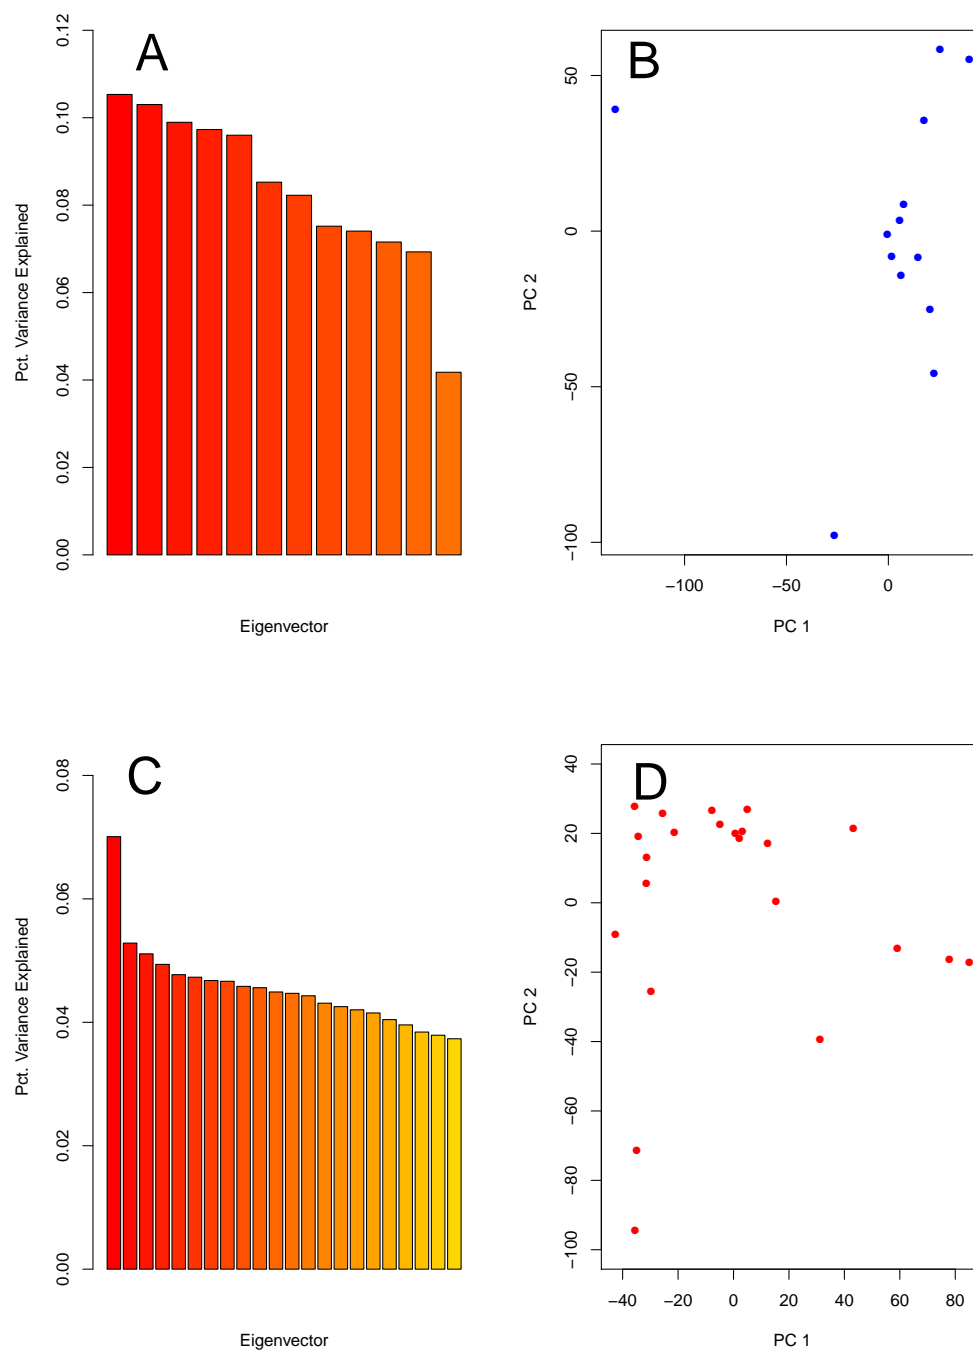 A
Pct. Variance Explained
0.00 0.02 0.04 0.06 0.08 0.10 0.12
Eigenvector
B
PC 2
−100 −50 0 50
−100 −50 0
PC 1
C
Pct. Variance Explained
0.00 0.02 0.04 0.06 0.08
Eigenvector
D
PC 2
−100 −80 −60 −40 −20 0 20 40
−40 −20 0 20 40 60 80
PC 1